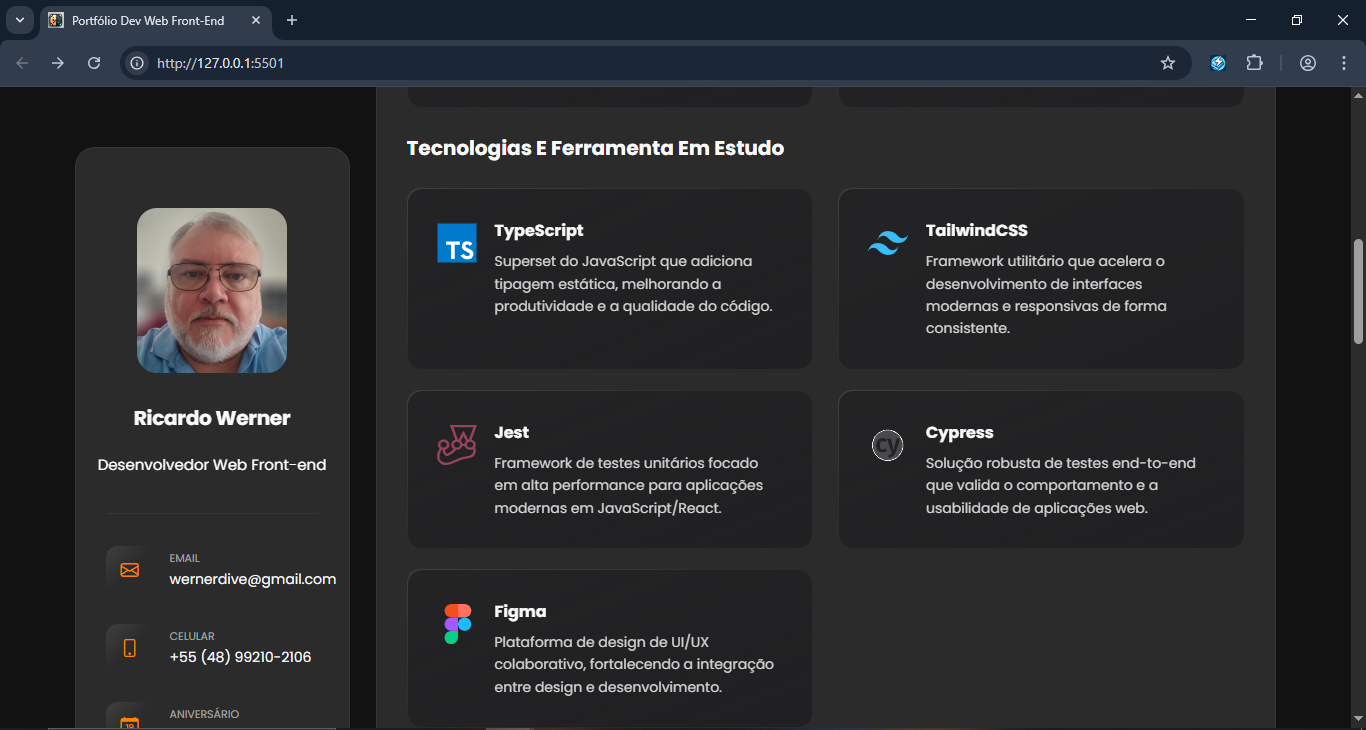 Portfólio Dev Web Front-End
http://127.0.0.1:5501
Ricardo Werner
Desenvolvedor Web Front-end
EMAIL
wernerdive@gmail.com
CELULAR
+55 (48) 99210-2106
ANIVERSÁRIO
19
Tecnologias E Ferramenta Em Estudo
TS
TypeScript
Superset do JavaScript que adiciona
tipagem estática, melhorando a
produtividade e a qualidade do código.
TailwindCSS
Framework utilitário que acelera o
desenvolvimento de interfaces
modernas e responsivas de forma
consistente.
Jest
Framework de testes unitários focado
em alta performance para aplicações
modernas em JavaScript/React.
cy
Cypress
Solução robusta de testes end-to-end
que valida o comportamento e a
usabilidade de aplicações web.
Figma
Plataforma de design de UI/UX
colaborativo, fortalecendo a integração
entre design e desenvolvimento.